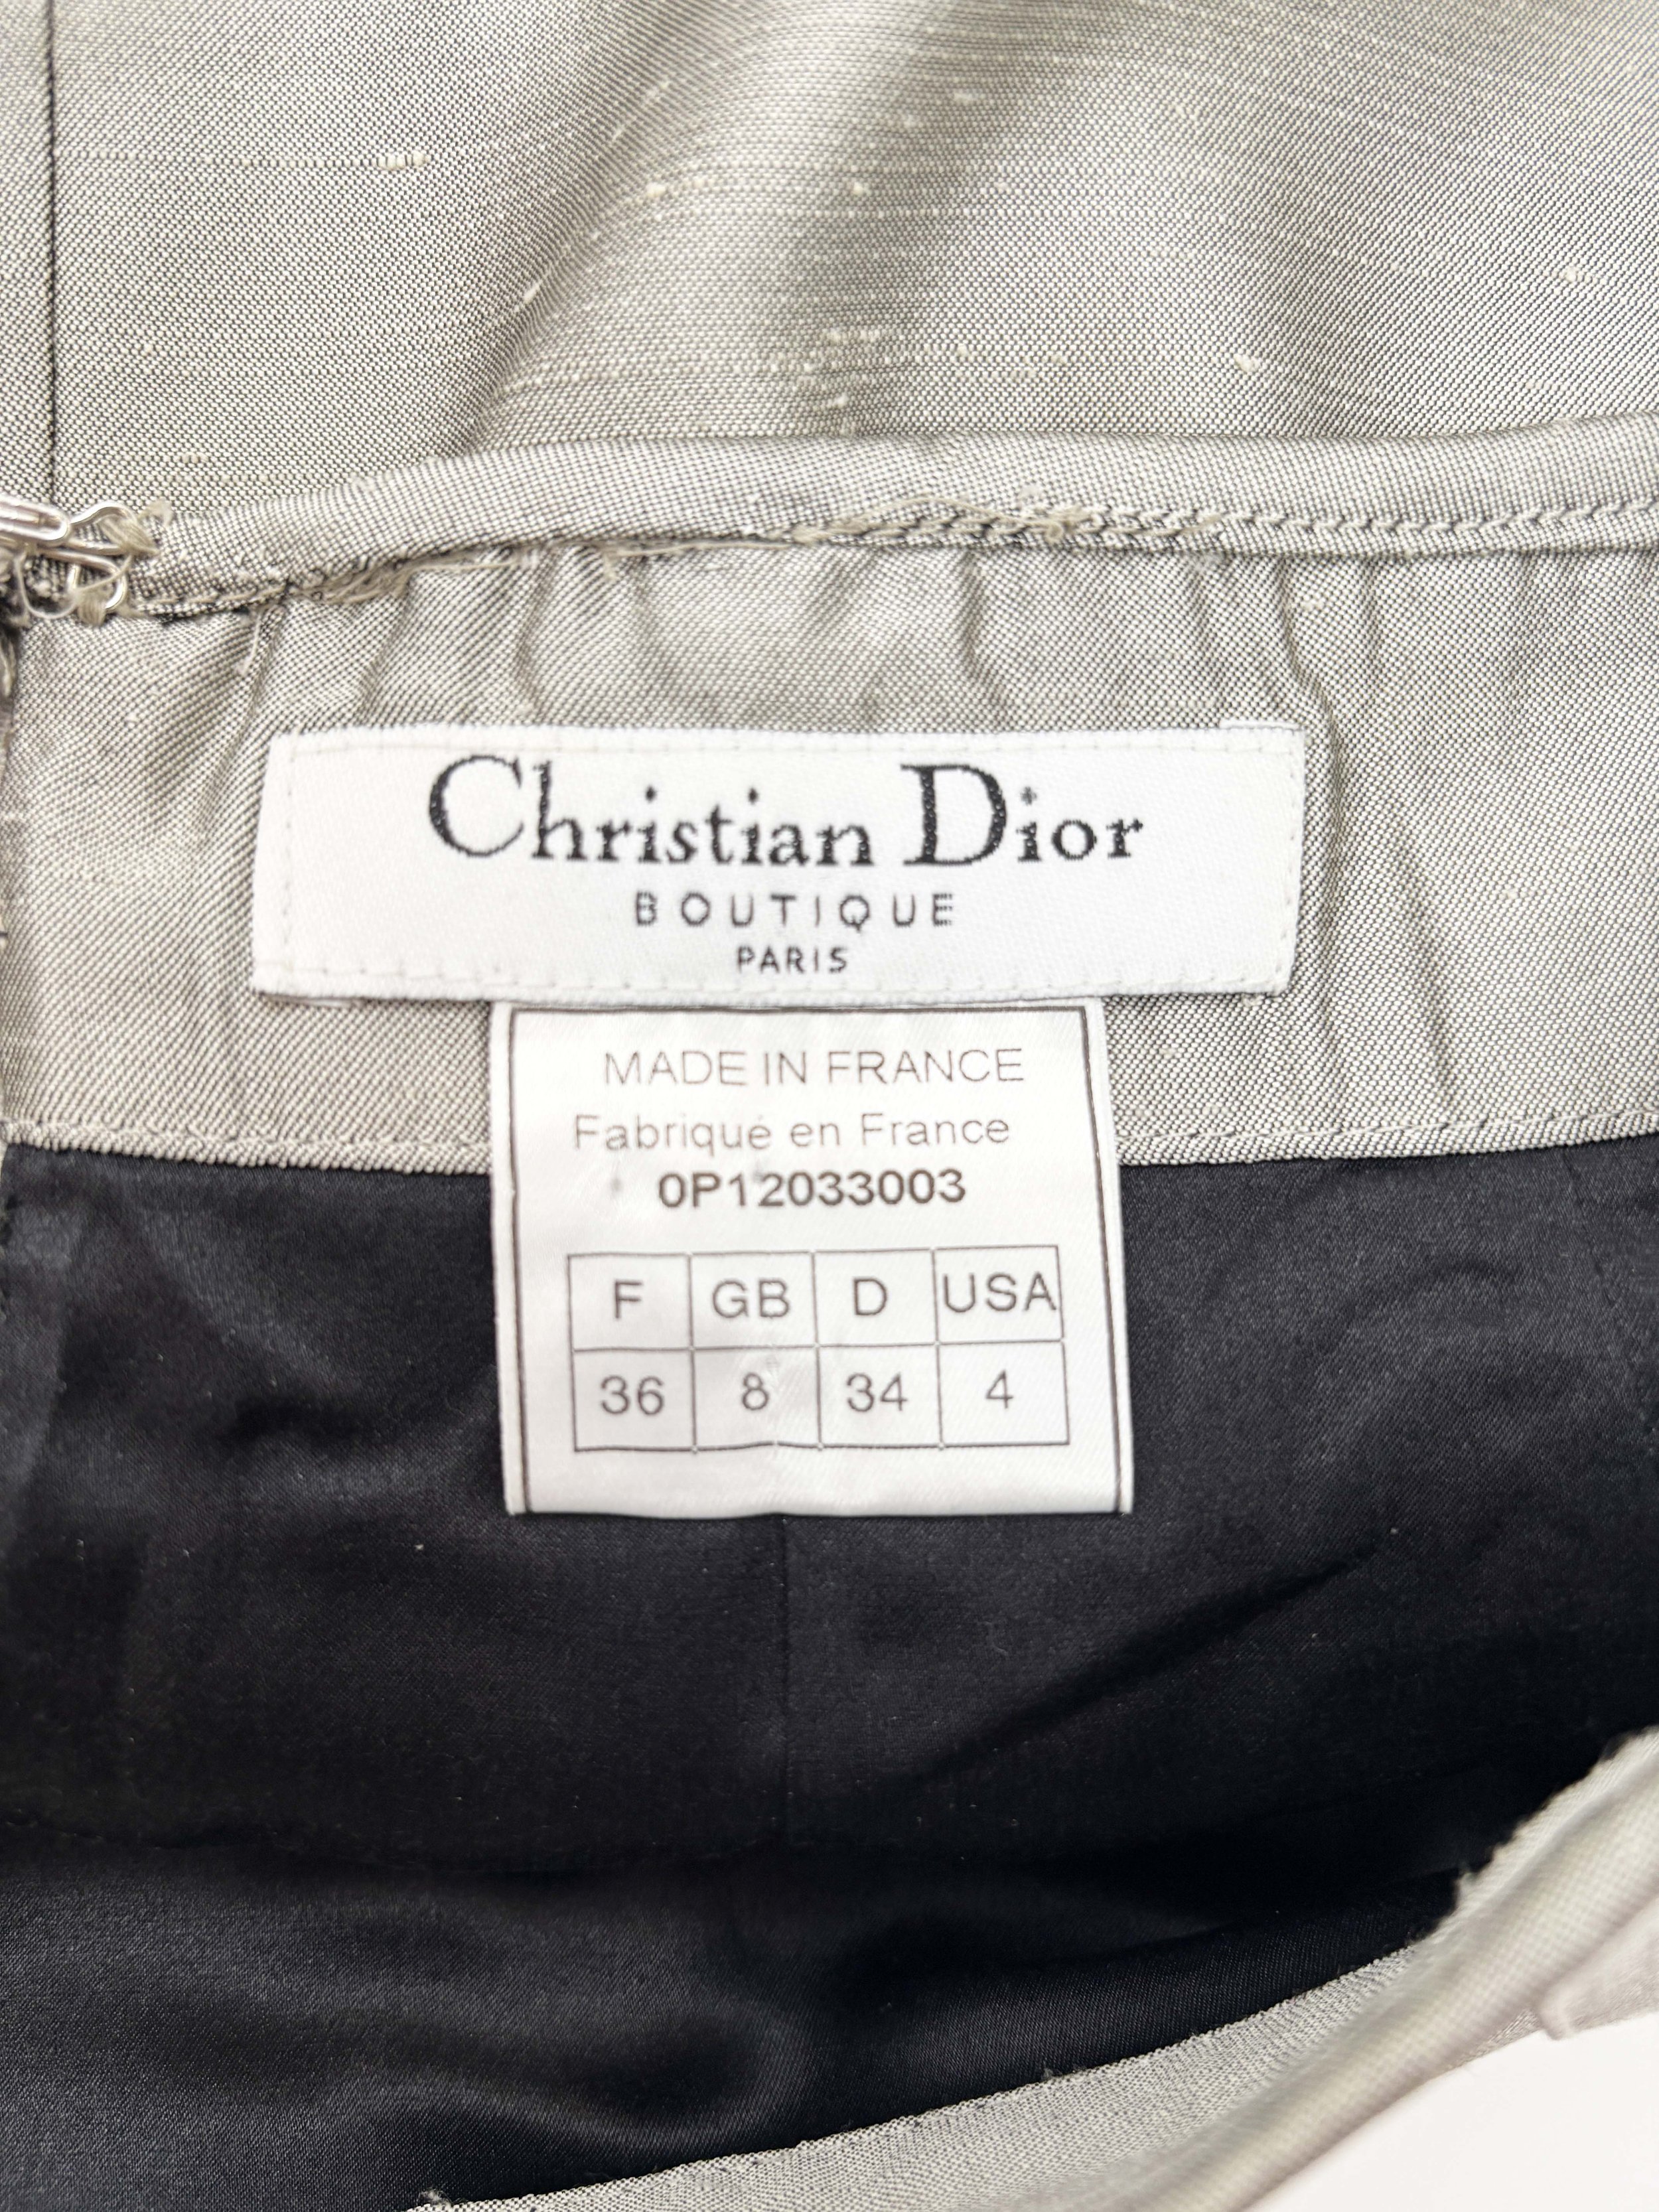 Christian Dior
BOUTIQUE
PARIS
MADE IN FRANCE
Fabriqué en France
0P12033003
F GB D USA
36 8 34 4